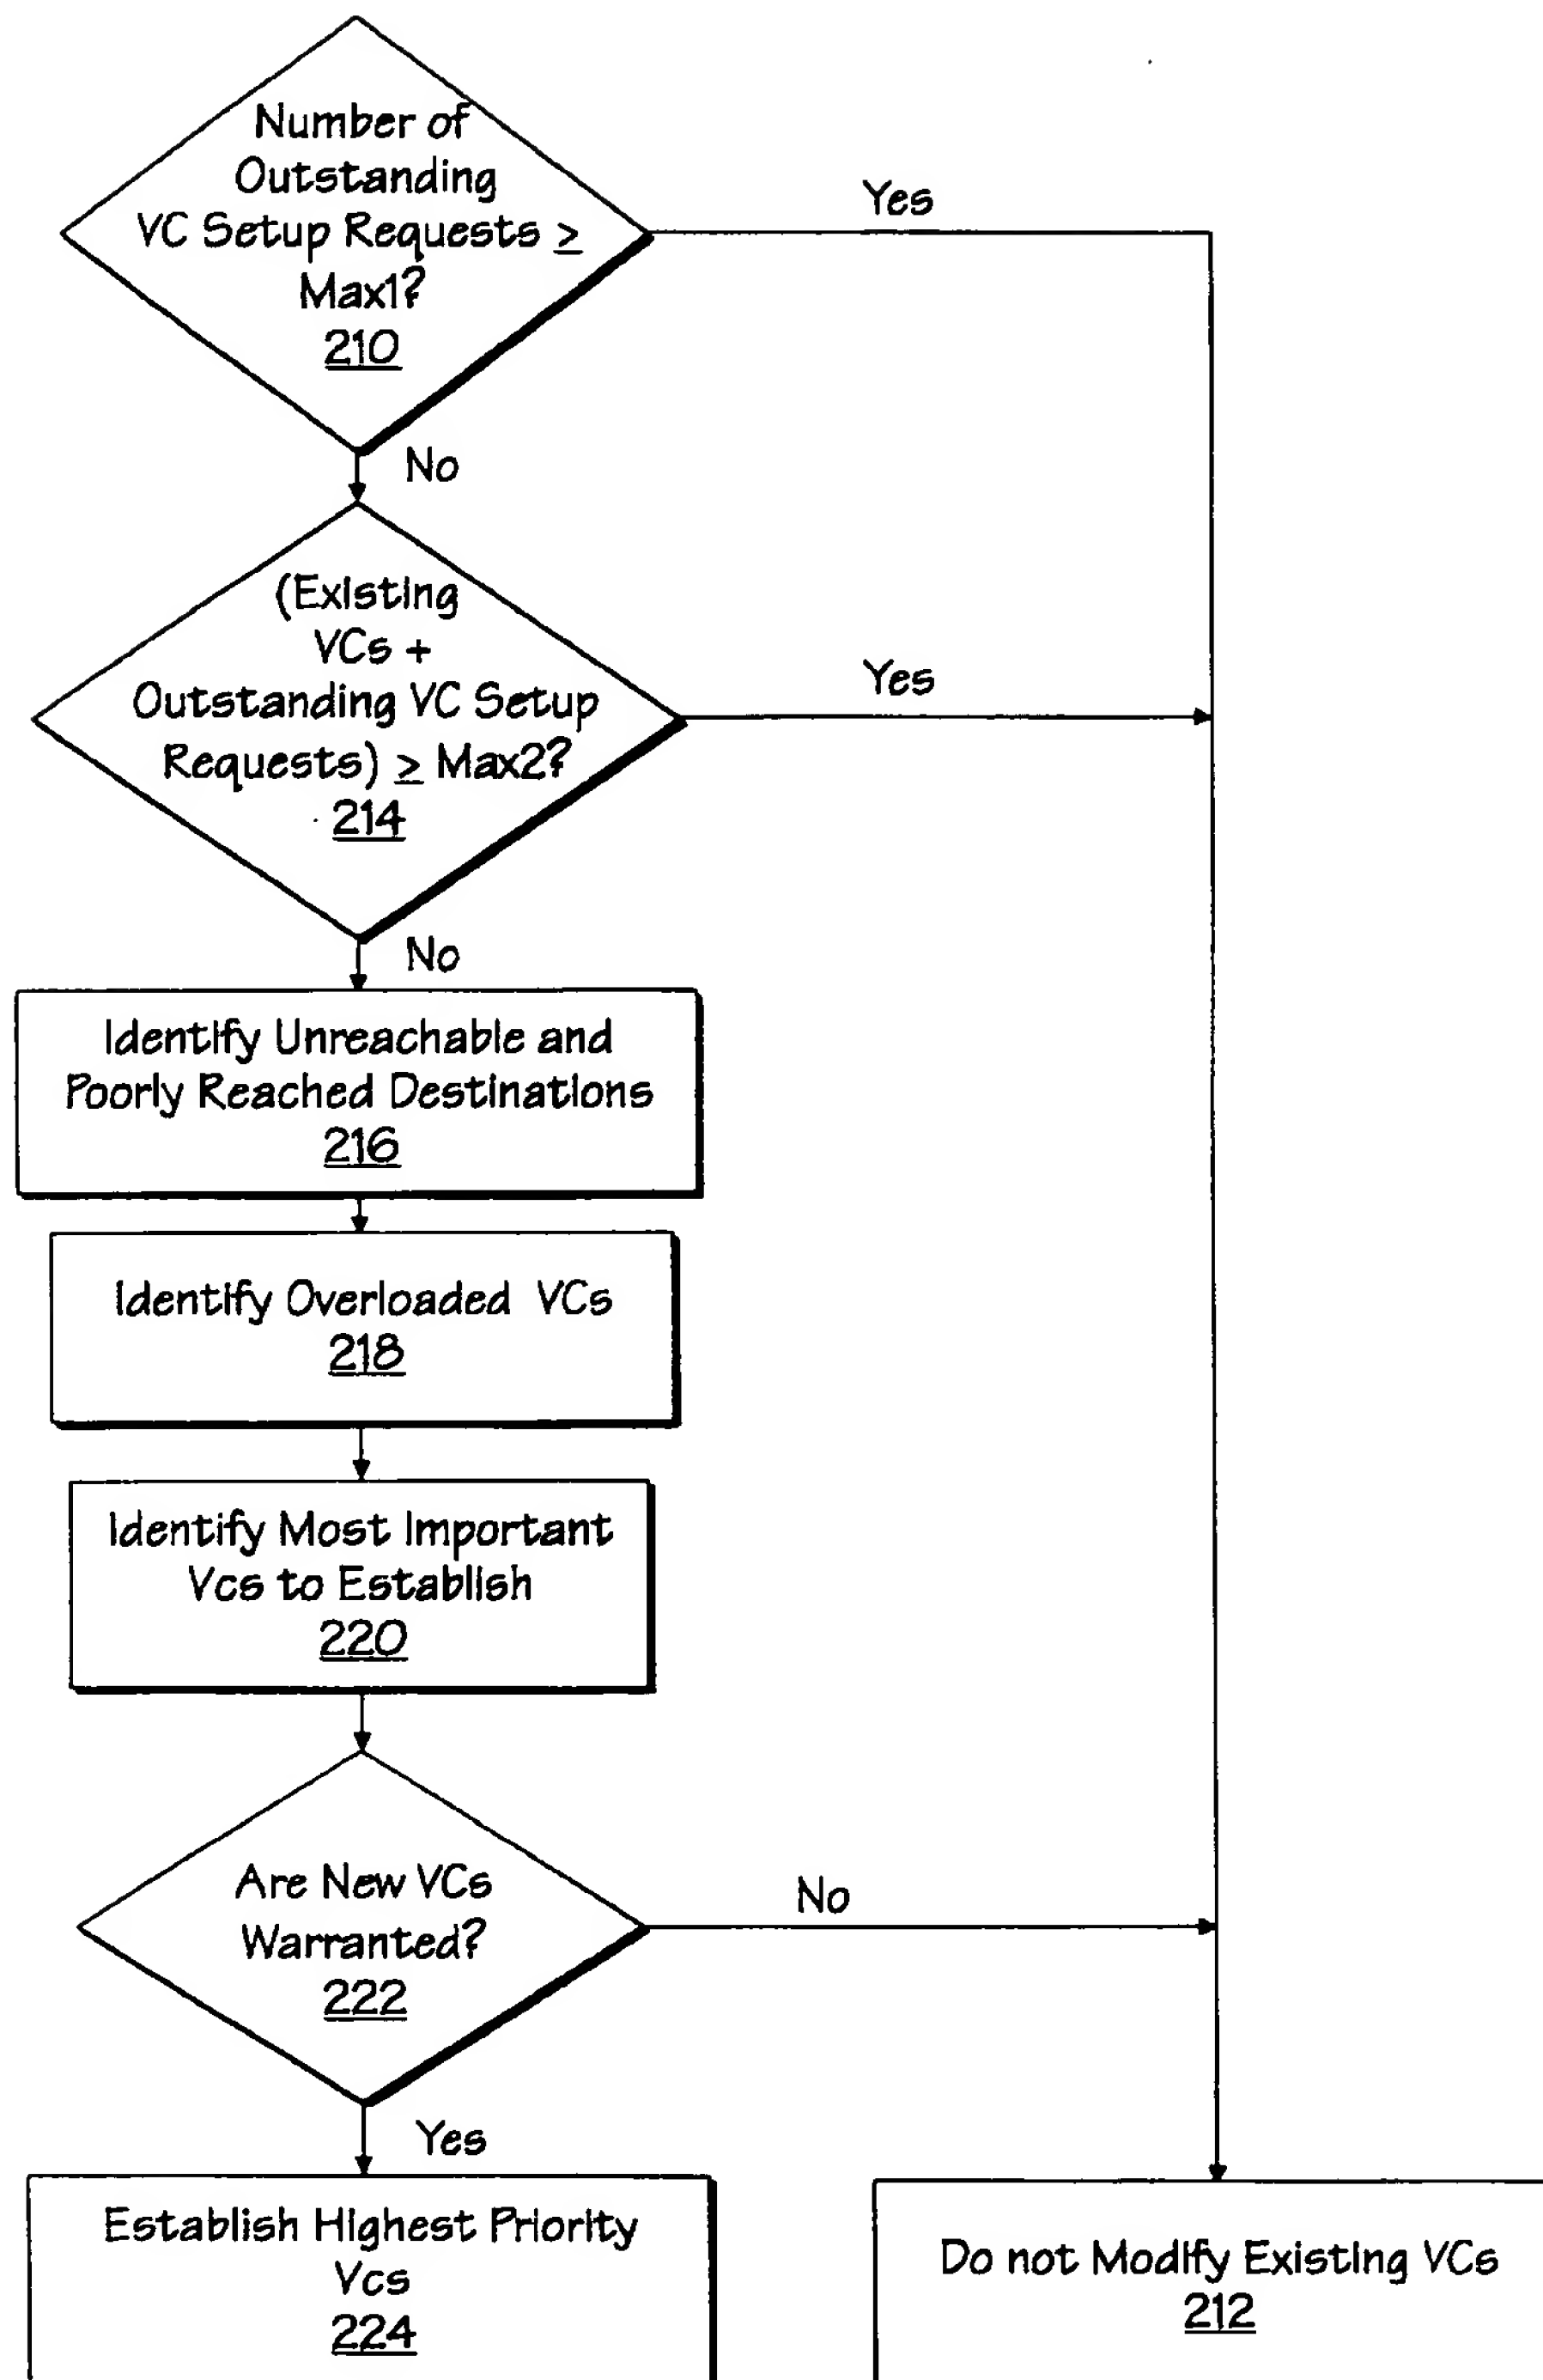 Number of
Outstanding
VC Setup Requests ≥
Max1?
210
Yes
No
(Existing
VCs +
Outstanding VC Setup
Requests) ≥ Max2?
214
Yes
No
Identify Unreachable and
Poorly Reached Destinations
216
Identify Overloaded VCs
218
Identify Most Important
Vcs to Establish
220
Are New VCs
Warranted?
222
No
Yes
Establish Highest Priority
Vcs
224
Do not Modify Existing VCs
212